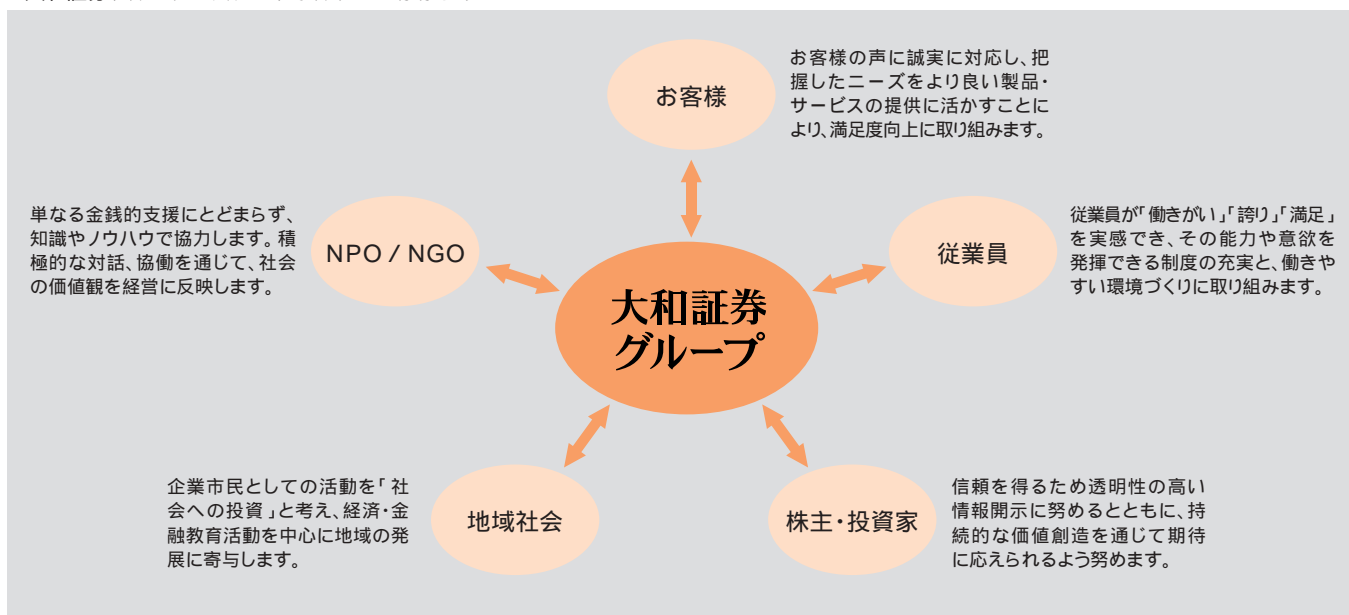 お客様
お客様の声に誠実に対応し、把
握したニーズをより良い製品・
サービスの提供に活かすことに
より、満足度向上に取り組みます。
単なる金銭的支援にとどまらず、
知識やノウハウで協力します。積
極的な対話、協働を通じて、社会
の価値観を経営に反映します。
NPO / NGO
従業員
従業員が「働きがい」「誇り」「満足」
を実感でき、その能力や意欲を
発揮できる制度の充実と、働きや
すい環境づくりに取り組みます。
大和証券
グループ
企業市民としての活動を「社
会への投資」と考え、経済・金
融教育活動を中心に地域の発
展に寄与します。
地域社会
株主・投資家
信頼を得るため透明性の高い
情報開示に努めるとともに、持
続的な価値創造を通じて期待
に応えられるよう努めます。